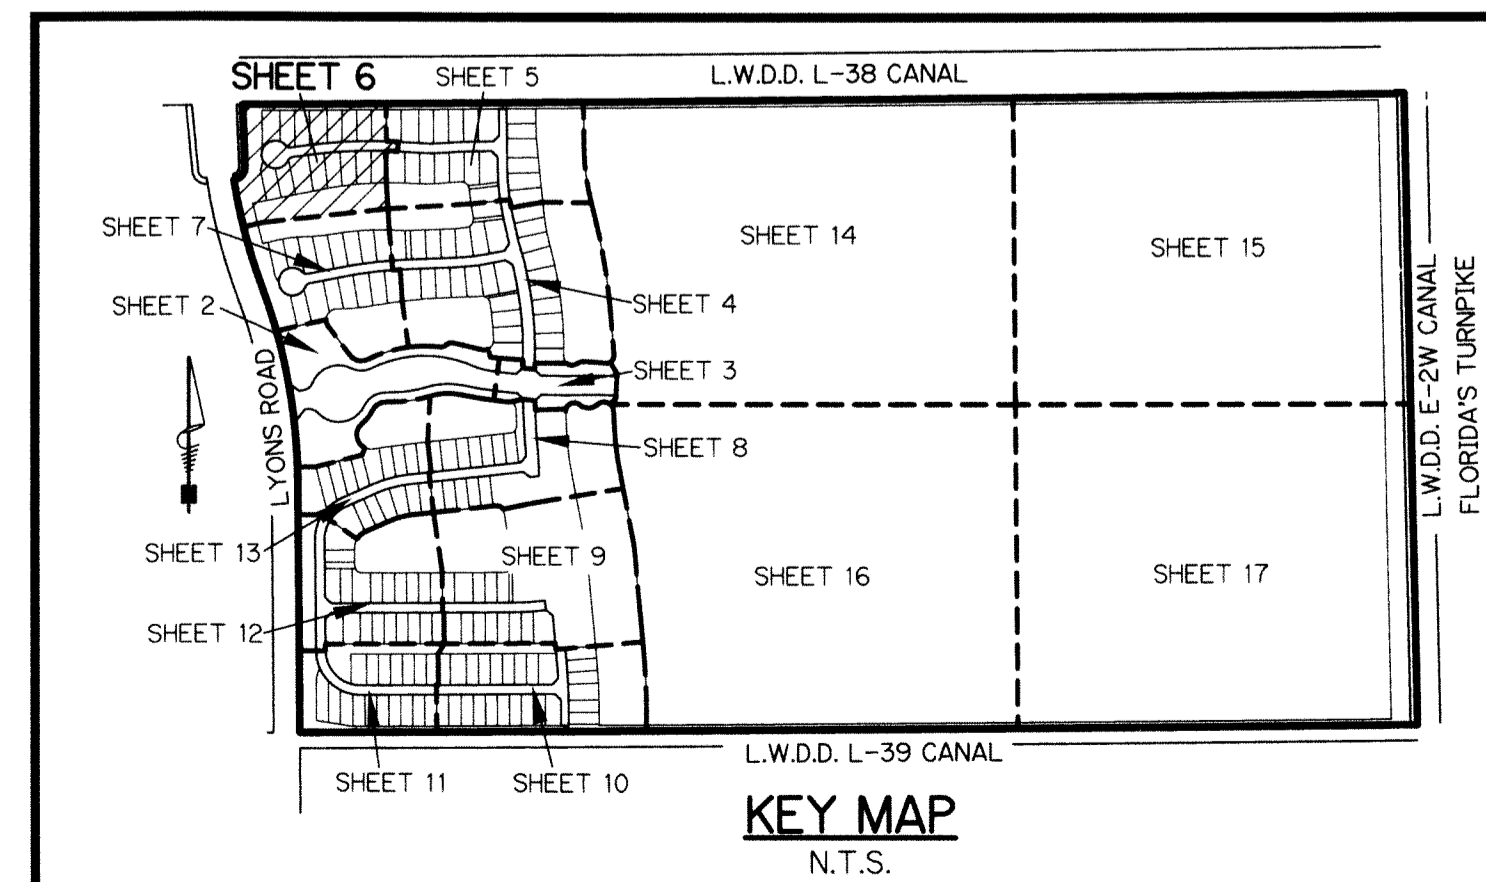 L.W.D.D. L-38 CANAL
SHEET 6
SHEET 5
SHEET 14
SHEET 15
SHEET 7
SHEET 4
SHEET 2
SHEET 3
LYONS ROAD
L.W.D.D. E-2W CANAL
FLORIDA'S TURNPIKE
SHEET 8
SHEET 13
SHEET 9
SHEET 16
SHEET 17
SHEET 12
L.W.D.D. L-39 CANAL
SHEET 11
SHEET 10
KEY MAP
N.T.S.